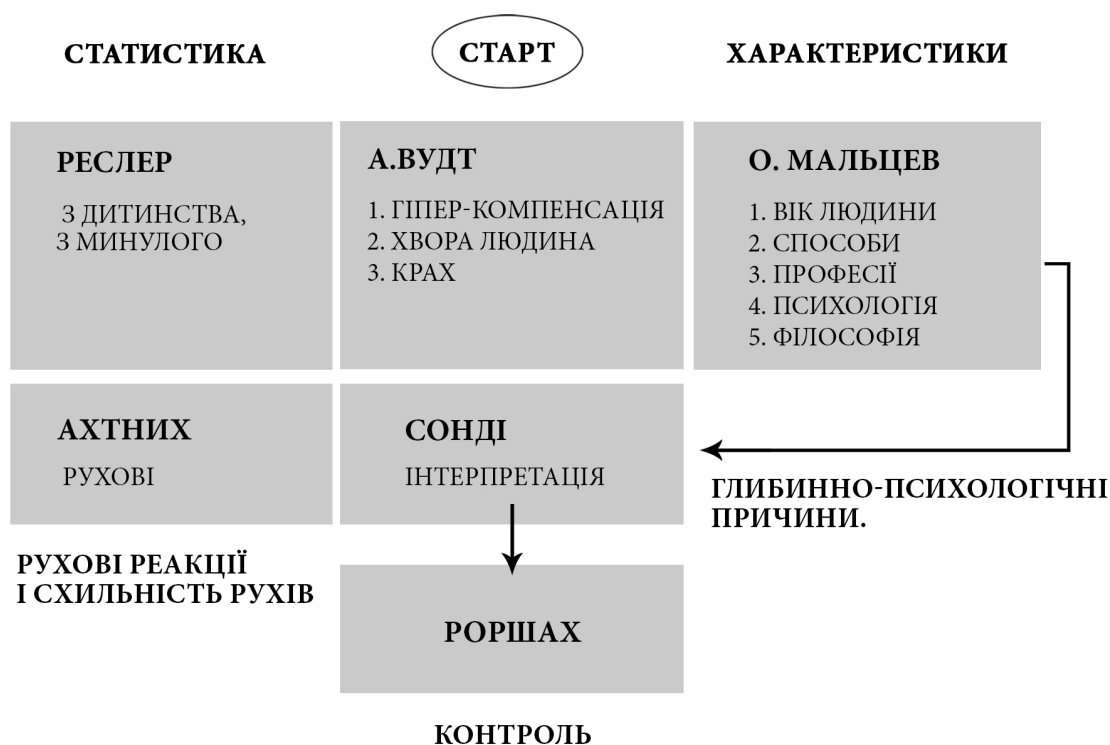 СТАТИСТИКА
СТАРТ
ХАРАКТЕРИСТИКИ
РЕСЛЕР
З ДИТИНСТВА,
З МИНУЛОГО
А.ВУДТ
1. ГІПЕР-КОМПЕНСАЦІЯ
2. ХВОРА ЛЮДИНА
3. КРАХ
О. МАЛЬЦЕВ
1. ВІК ЛЮДИНИ
2. СПОСОБИ
3. ПРОФЕСІЇ
4. ПСИХОЛОГІЯ
5. ФІЛОСОФІЯ
АХТНИХ
РУХОВІ
СОНДІ
ІНТЕРПРЕТАЦІЯ
ГЛИБИННО-ПСИХОЛОГІЧНІ
ПРИЧИНИ.
РУХОВІ РЕАКЦІЇ
І СХИЛЬНІСТЬ РУХІВ
РОРШАХ
КОНТРОЛЬ